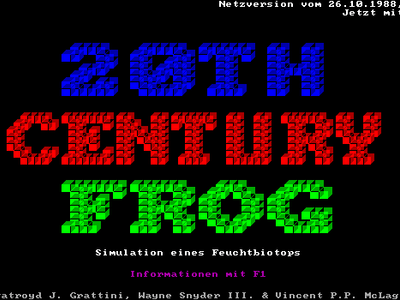 Netzversion vom 26.10.1988,
Jetzt mit
20TH
CENTURY
FROG
Simulation eines Feuchtbiotops
Informationen mit F1
atroyd J. Grattini, Wayne Snyder III. & Vincent P.P. McLag